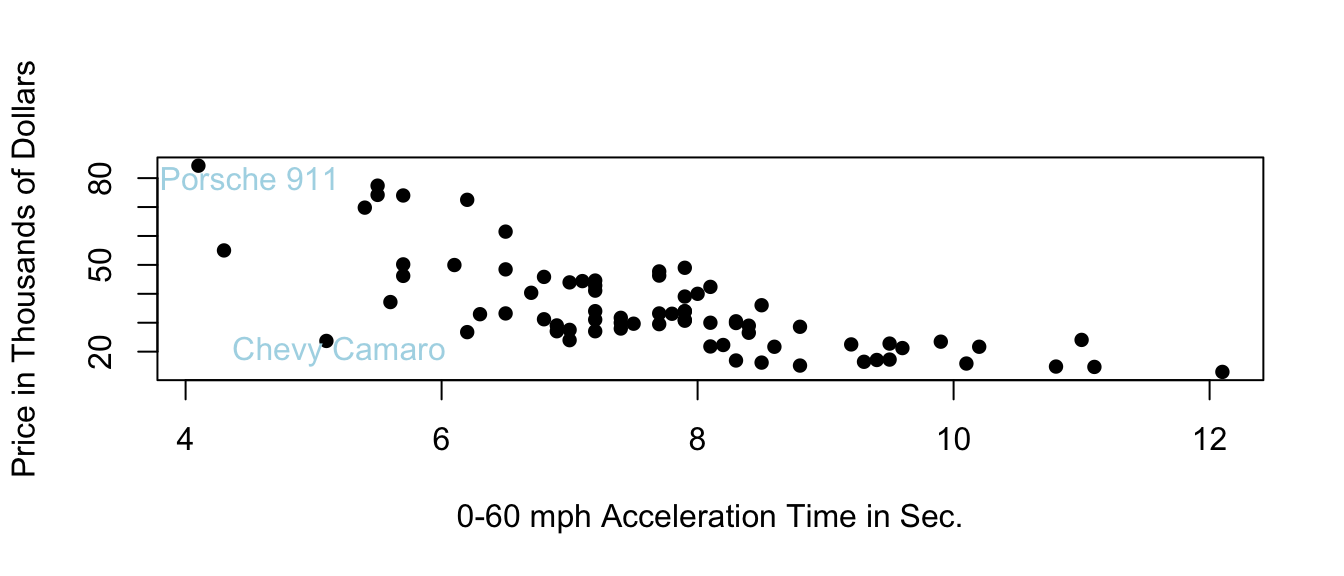 Price in Thousands of Dollars
80
50
20
Porsche 911
Chevy Camaro
4 6 8 10 12
0-60 mph Acceleration Time in Sec.